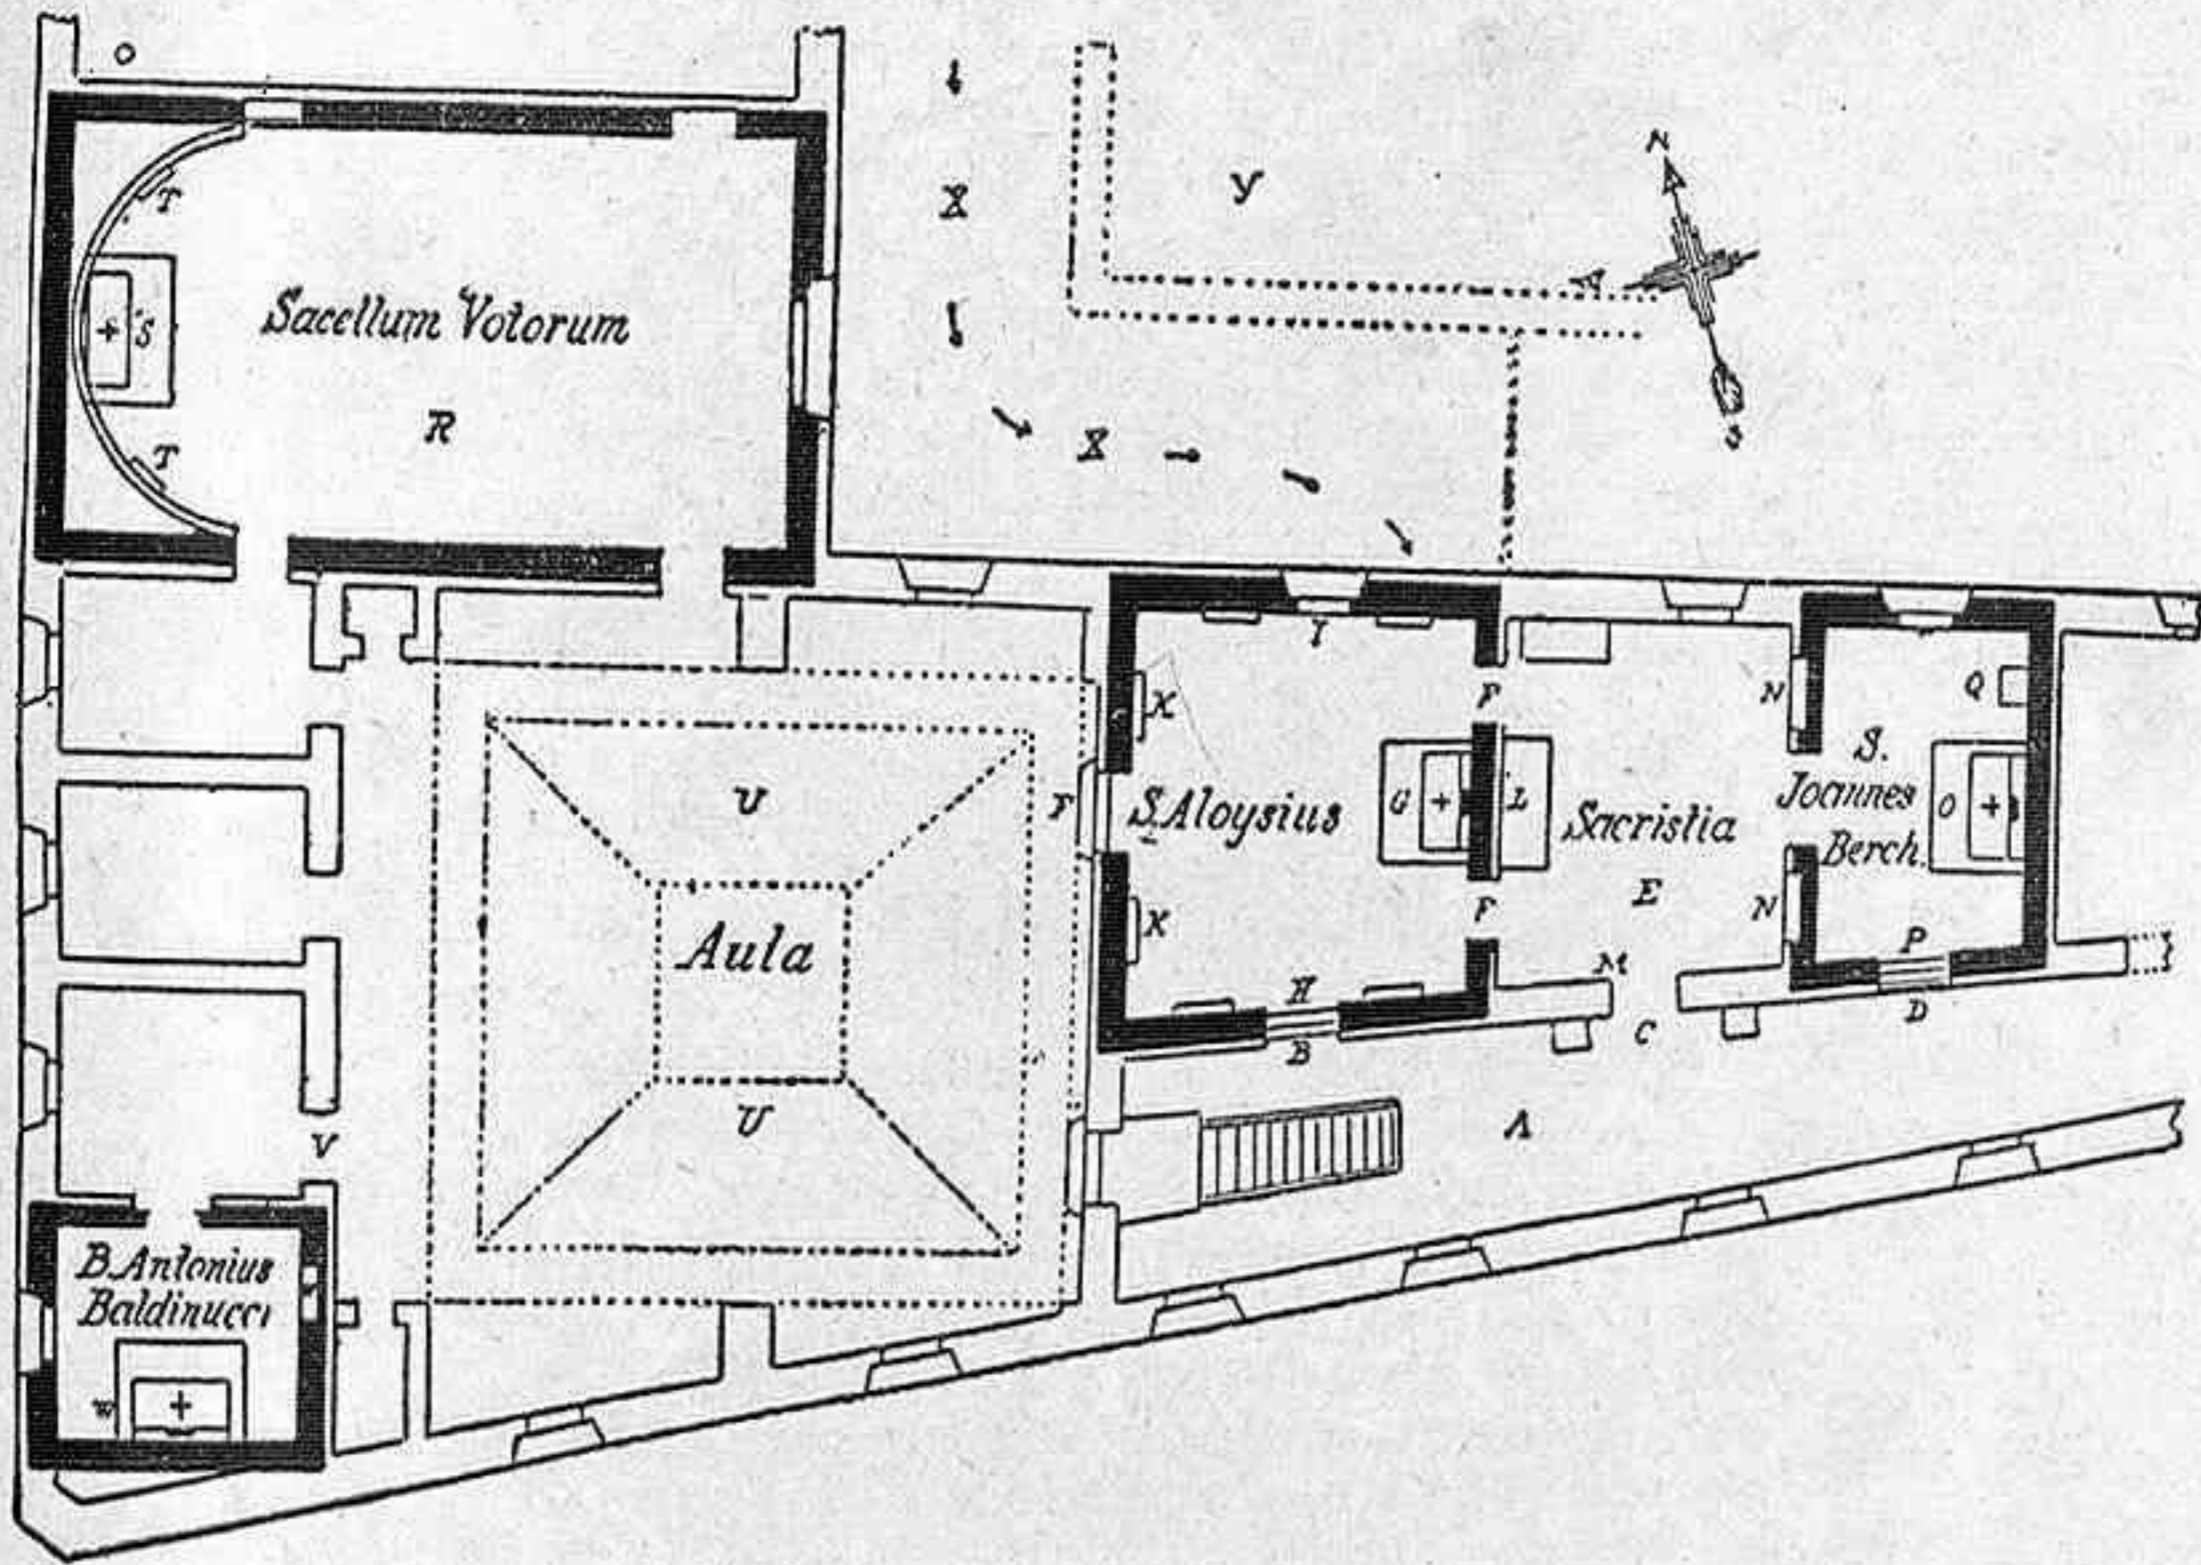 O
N
X
Y
T
S
Sacellum Votorum
R
T
X
S
I
K
F
N
Q
U
F
S. Aloysius
G
L
Sacristia
S.
Joannes
Berch.
O
E
K
F
N
Aula
M
P
H
B
C
D
U
V
A
B. Antonius
Baldinucci
W